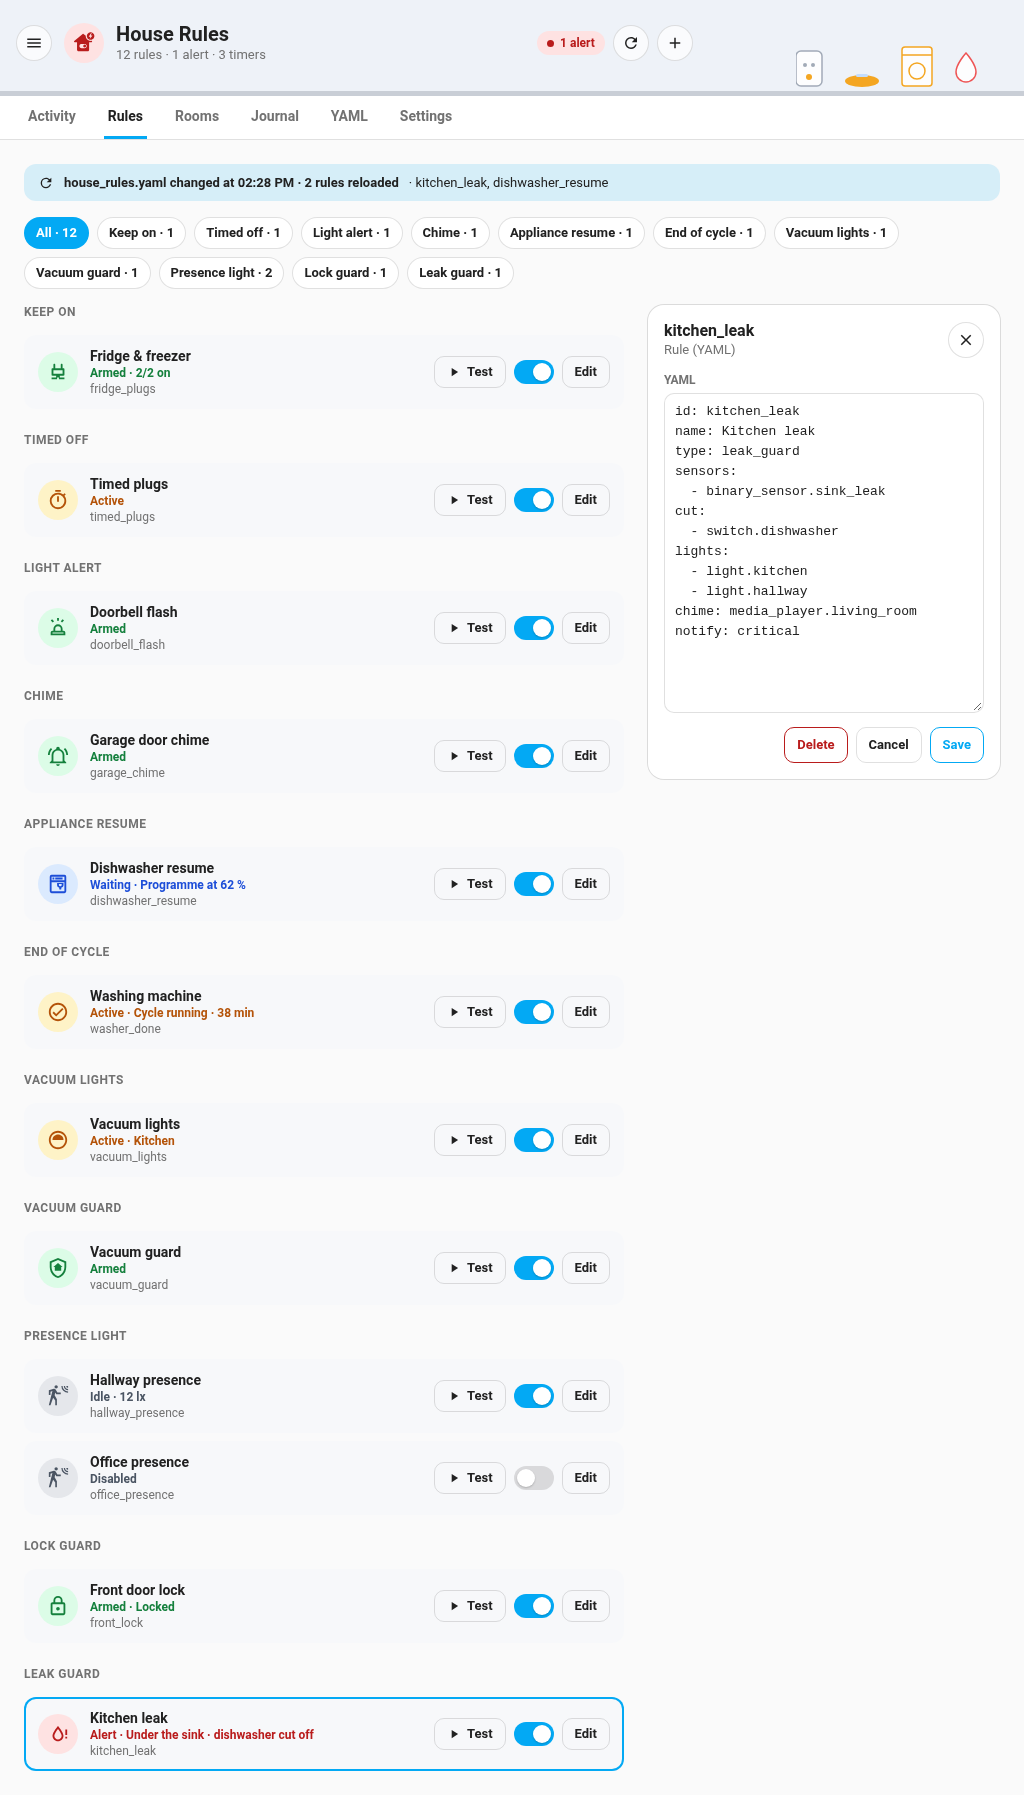 House Rules
12 rules · 1 alert · 3 timers
1 alert
Activity
Rules
Rooms
Journal
YAML
Settings
house_rules.yaml changed at 02:28 PM · 2 rules reloaded · kitchen_leak, dishwasher_resume
All · 12
Keep on · 1
Timed off · 1
Light alert · 1
Chime · 1
Appliance resume · 1
End of cycle · 1
Vacuum lights · 1
Vacuum guard · 1
Presence light · 2
Lock guard · 1
Leak guard · 1
KEEP ON
Fridge & freezer
Armed · 2/2 on
fridge_plugs
Test
Edit
TIMED OFF
Timed plugs
Active
timed_plugs
Test
Edit
LIGHT ALERT
Doorbell flash
Armed
doorbell_flash
Test
Edit
CHIME
Garage door chime
Armed
garage_chime
Test
Edit
APPLIANCE RESUME
Dishwasher resume
Waiting · Programme at 62 %
dishwasher_resume
Test
Edit
END OF CYCLE
Washing machine
Active · Cycle running · 38 min
washer_done
Test
Edit
VACUUM LIGHTS
Vacuum lights
Active · Kitchen
vacuum_lights
Test
Edit
VACUUM GUARD
Vacuum guard
Armed
vacuum_guard
Test
Edit
PRESENCE LIGHT
Hallway presence
Idle · 12 lx
hallway_presence
Test
Edit
Office presence
Disabled
office_presence
Test
Edit
LOCK GUARD
Front door lock
Armed · Locked
front_lock
Test
Edit
LEAK GUARD
Kitchen leak
Alert · Under the sink · dishwasher cut off
kitchen_leak
Test
Edit
kitchen_leak
Rule (YAML)
YAML
id: kitchen_leak
name: Kitchen leak
type: leak_guard
sensors:
  - binary_sensor.sink_leak
cut:
  - switch.dishwasher
lights:
  - light.kitchen
  - light.hallway
chime: media_player.living_room
notify: critical
Delete
Cancel
Save